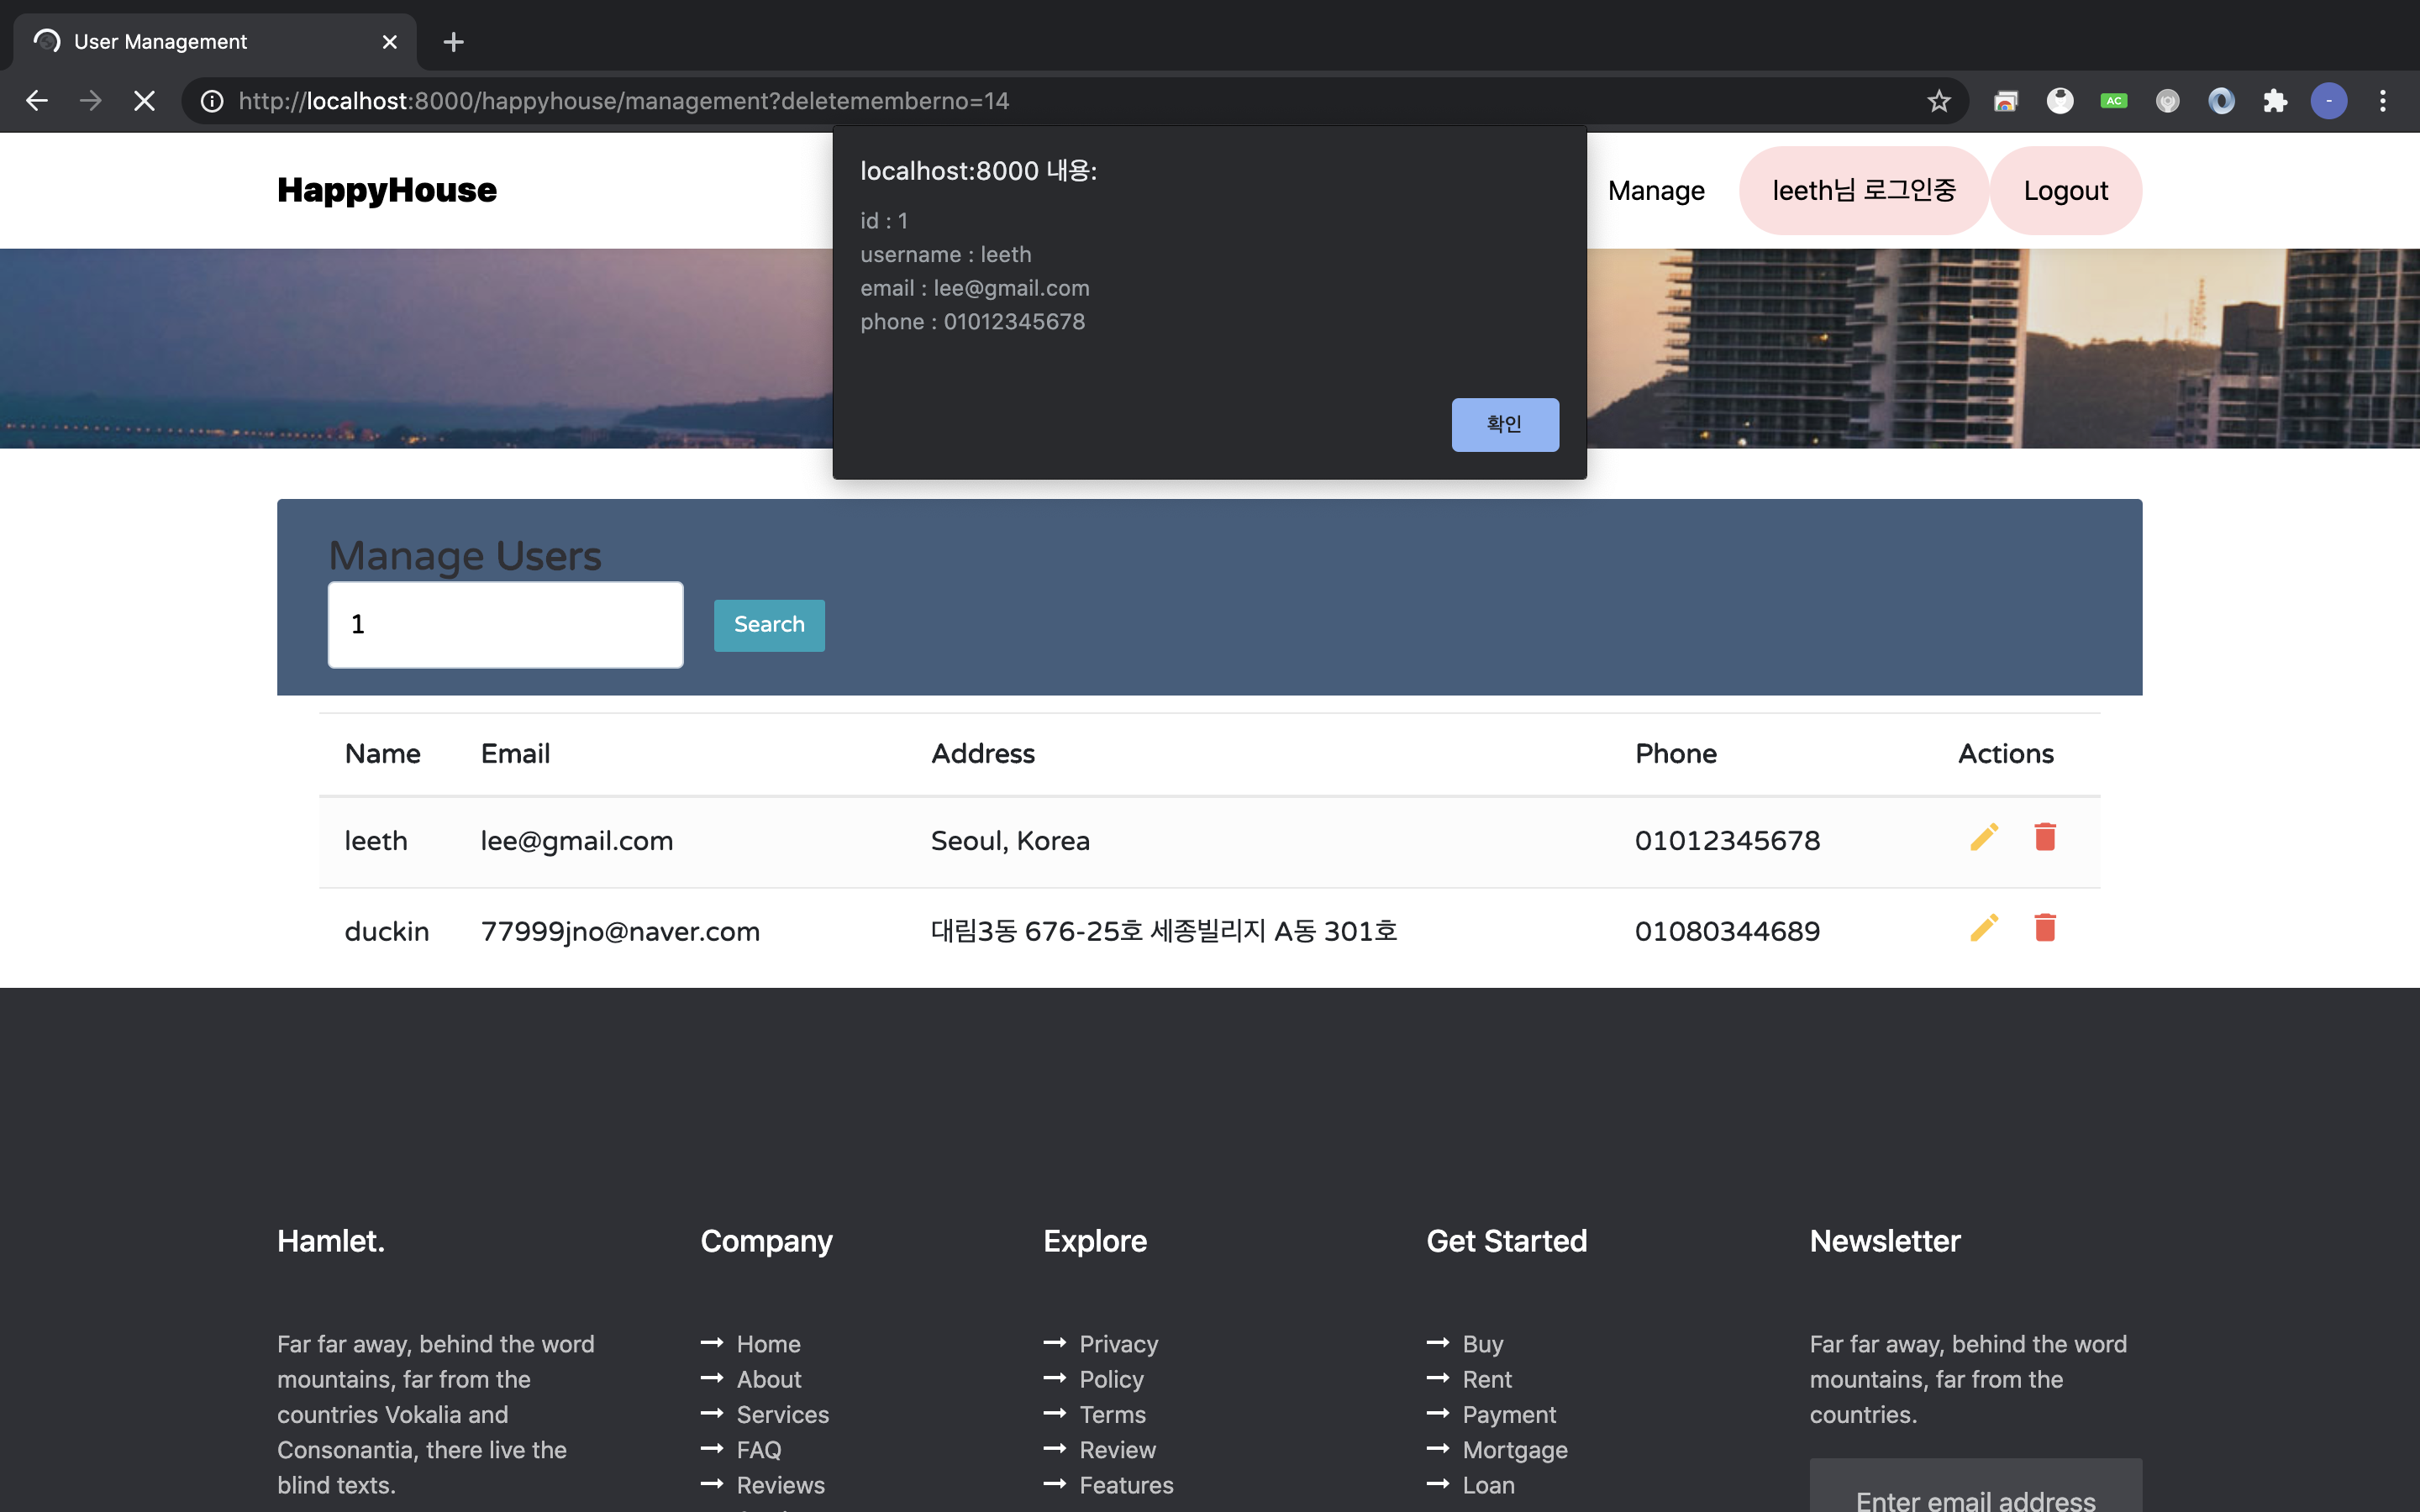 User Management
http://localhost:8000/happyhouse/management?deletememberno=14
AC
-
HappyHouse
Manage
leeth님 로그인중
Logout
localhost:8000 내용:
id : 1
username : leeth
email : lee@gmail.com
phone : 01012345678
확인
Manage Users
1
Search
Name Email Address Phone Actions
leeth lee@gmail.com Seoul, Korea 01012345678
duckin 77999jno@naver.com 대림3동 676-25호 세종빌리지 A동 301호 01080344689
Hamlet.
Far far away, behind the word
mountains, far from the
countries Vokalia and
Consonantia, there live the
blind texts.
Company
Home
About
Services
FAQ
Reviews
Explore
Privacy
Policy
Terms
Review
Features
Get Started
Buy
Rent
Payment
Mortgage
Loan
Newsletter
Far far away, behind the word
mountains, far from the
countries.
Enter email address